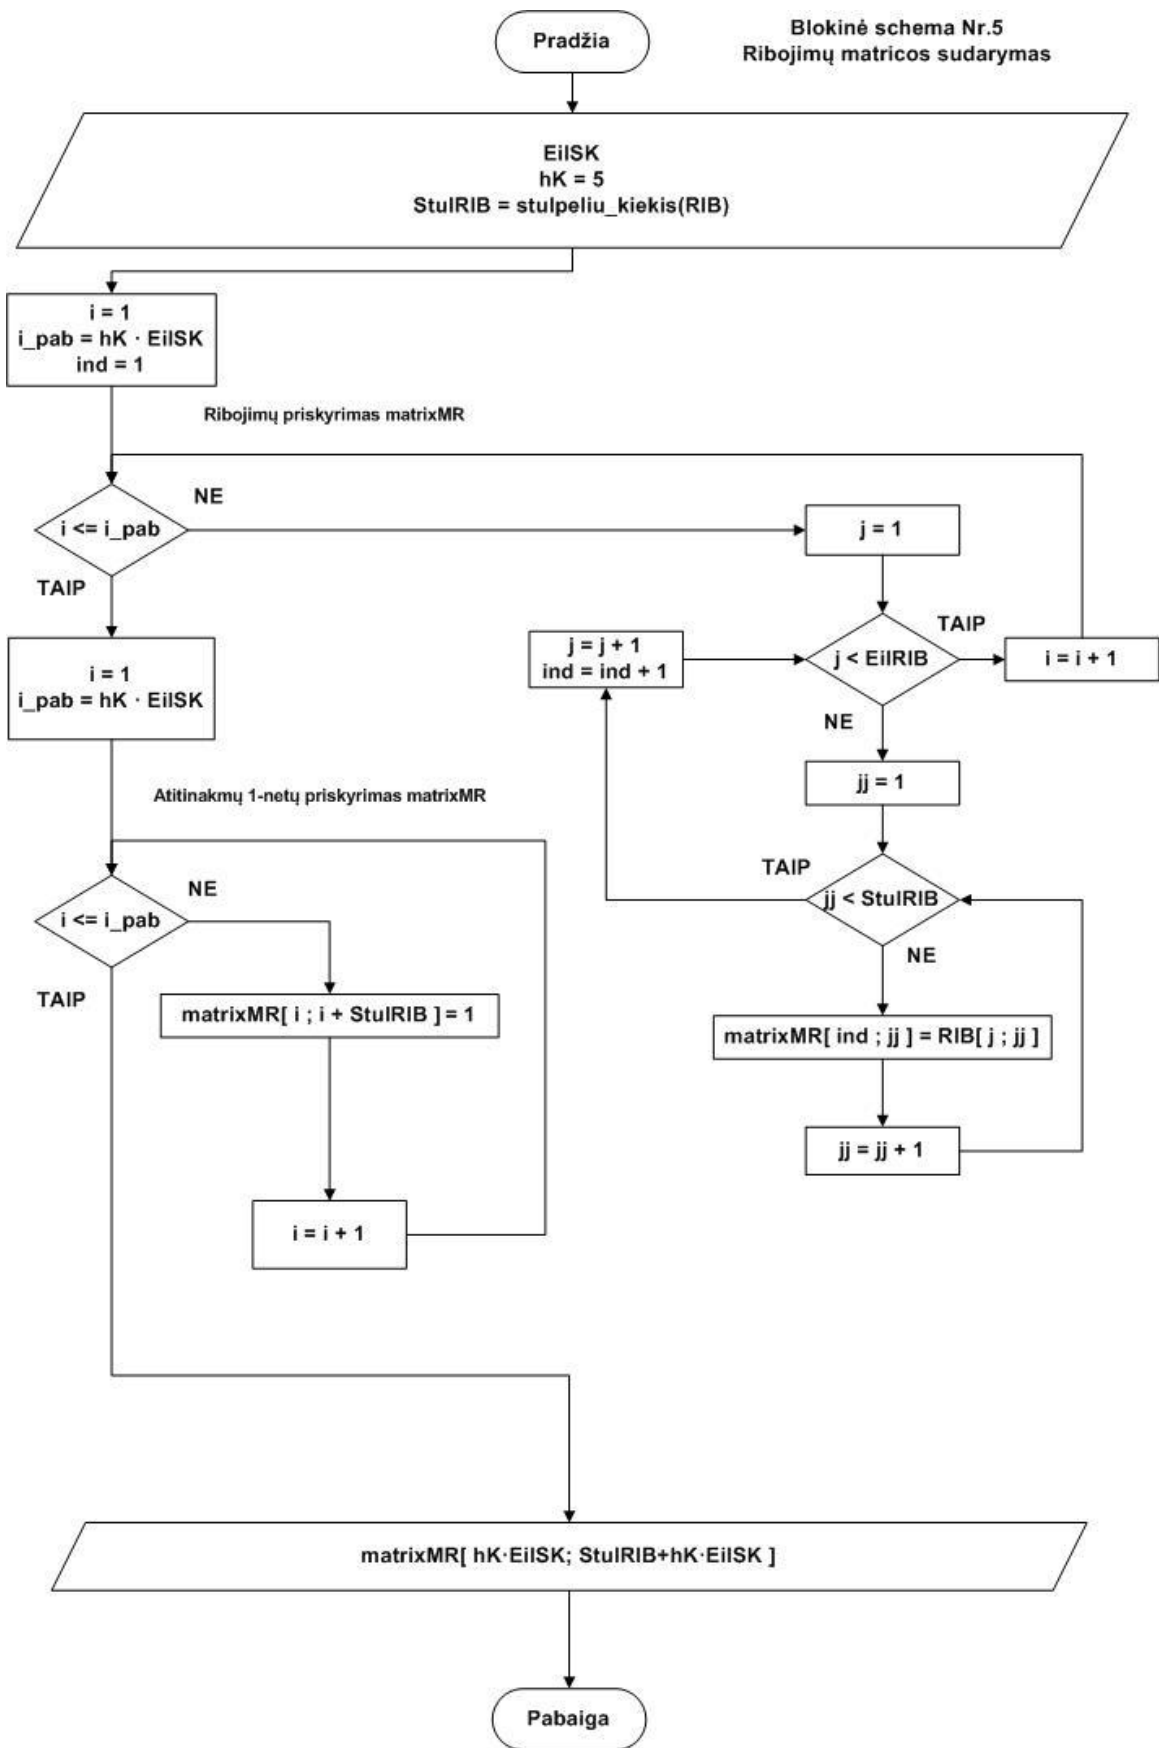 Pradžia
Blokinė schema Nr.5
Ribojimų matricos sudarymas
EilSK
hK = 5
StulRIB = stulpeliu_kiekis(RIB)
i = 1
i_pab = hK · EilSK
ind = 1
Ribojimų priskyrimas matrixMR
i <= i_pab
NE
TAIP
j = 1
j < EilRIB
TAIP
NE
i = i + 1
j = j + 1
ind = ind + 1
i = 1
i_pab = hK · EilSK
jj = 1
Atitinakmų 1-netų priskyrimas matrixMR
TAIP
jj < StulRIB
NE
i <= i_pab
NE
TAIP
matrixMR[ i ; i + StulRIB ] = 1
matrixMR[ ind ; jj ] = RIB[ j ; jj ]
jj = jj + 1
i = i + 1
matrixMR[ hK·EilSK; StulRIB+hK·EilSK ]
Pabaiga